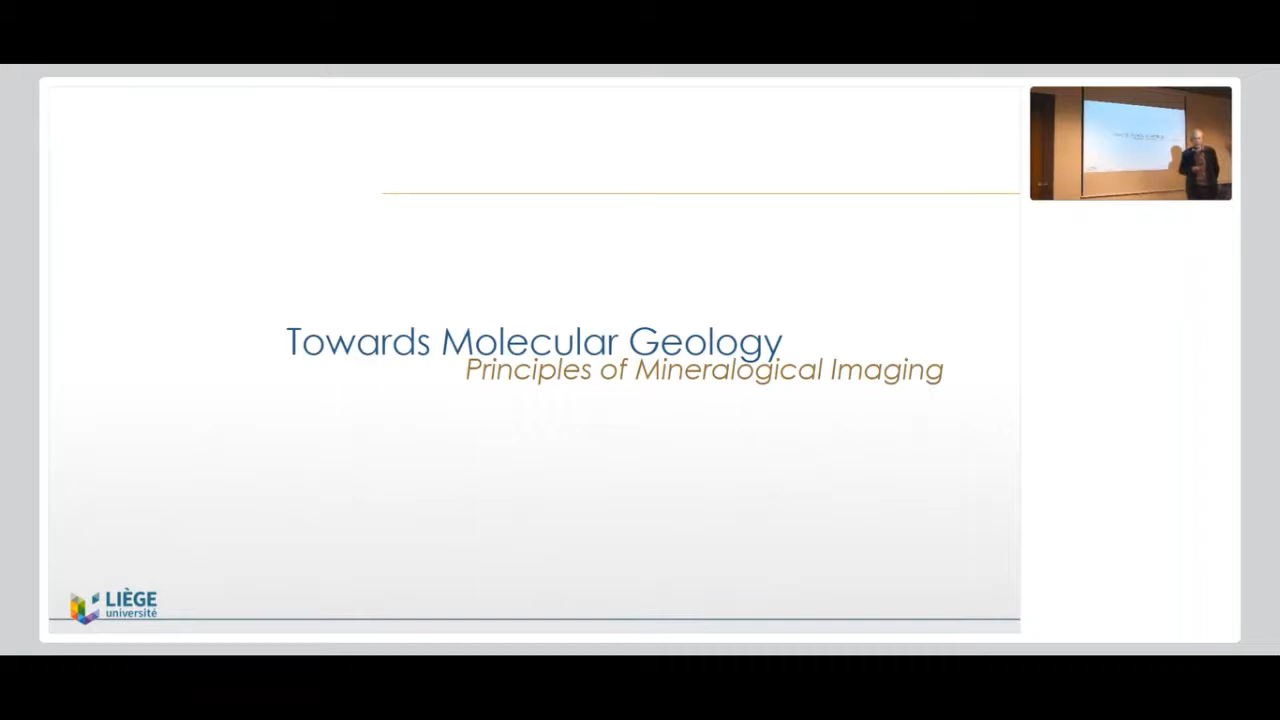 Towards Molecular Geology
Principles of Mineralogical Imaging
LIÈGE
université